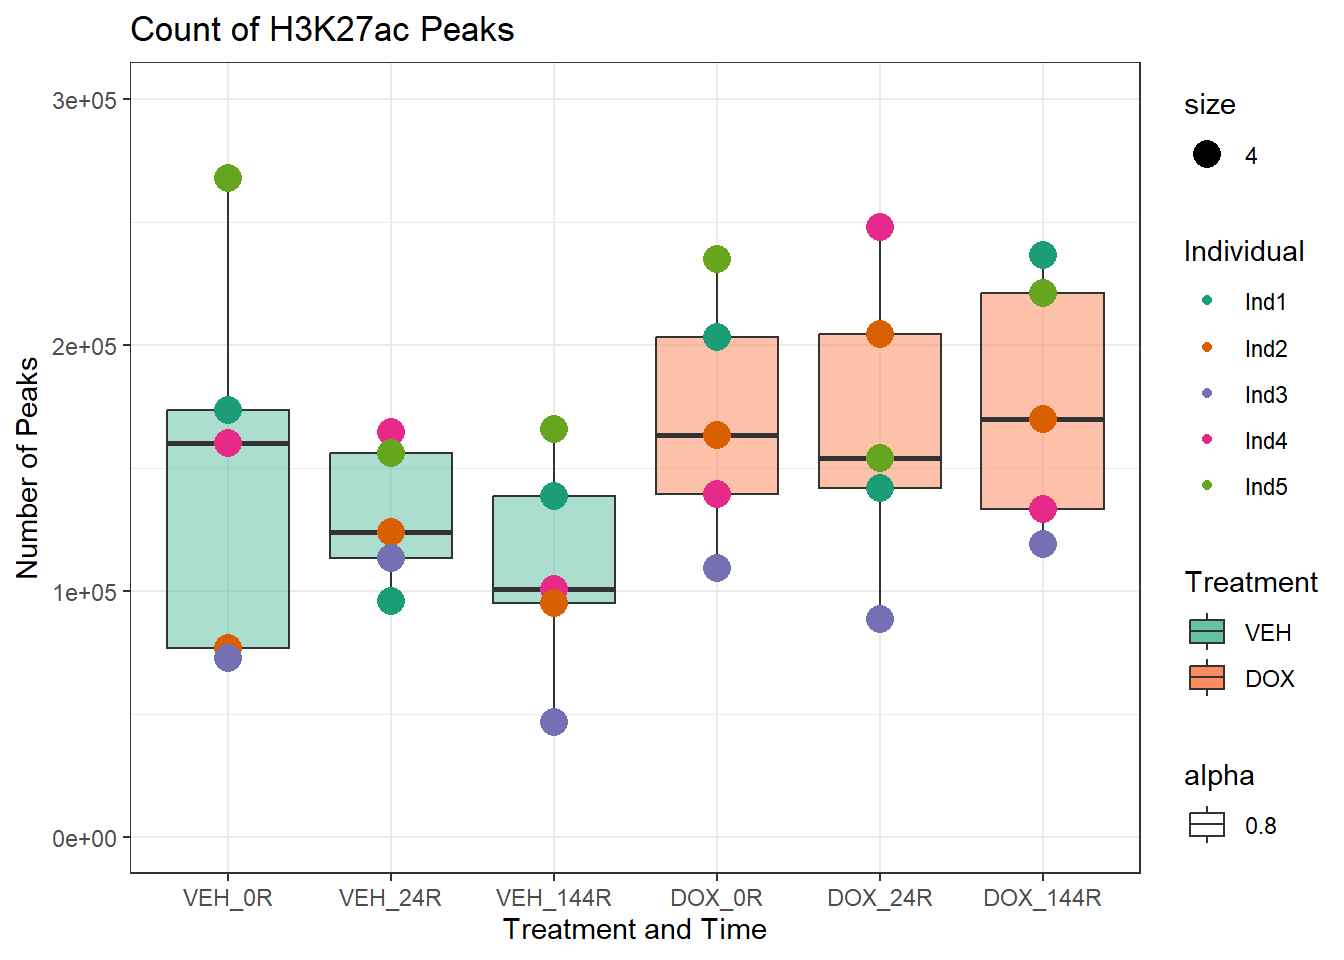 Count of H3K27ac Peaks
Number of Peaks
3e+05
2e+05
1e+05
0e+00
VEH_0R
VEH_24R
VEH_144R
DOX_0R
DOX_24R
DOX_144R
Treatment and Time
size
4
Individual
Ind1
Ind2
Ind3
Ind4
Ind5
Treatment
VEH
DOX
alpha
0.8